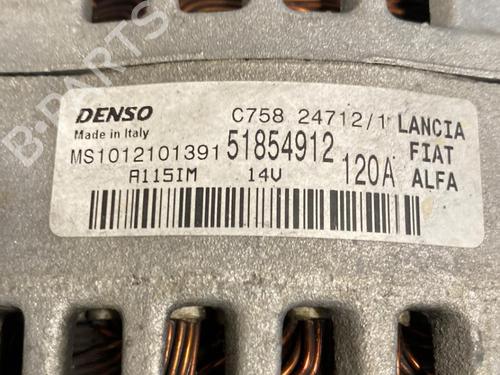 B-PARTS
DENSO
Made in Italy
C758 24712/1
LANCIA
FIAT
ALFA
MS1012101391
51854912
A115IM
14V
120A